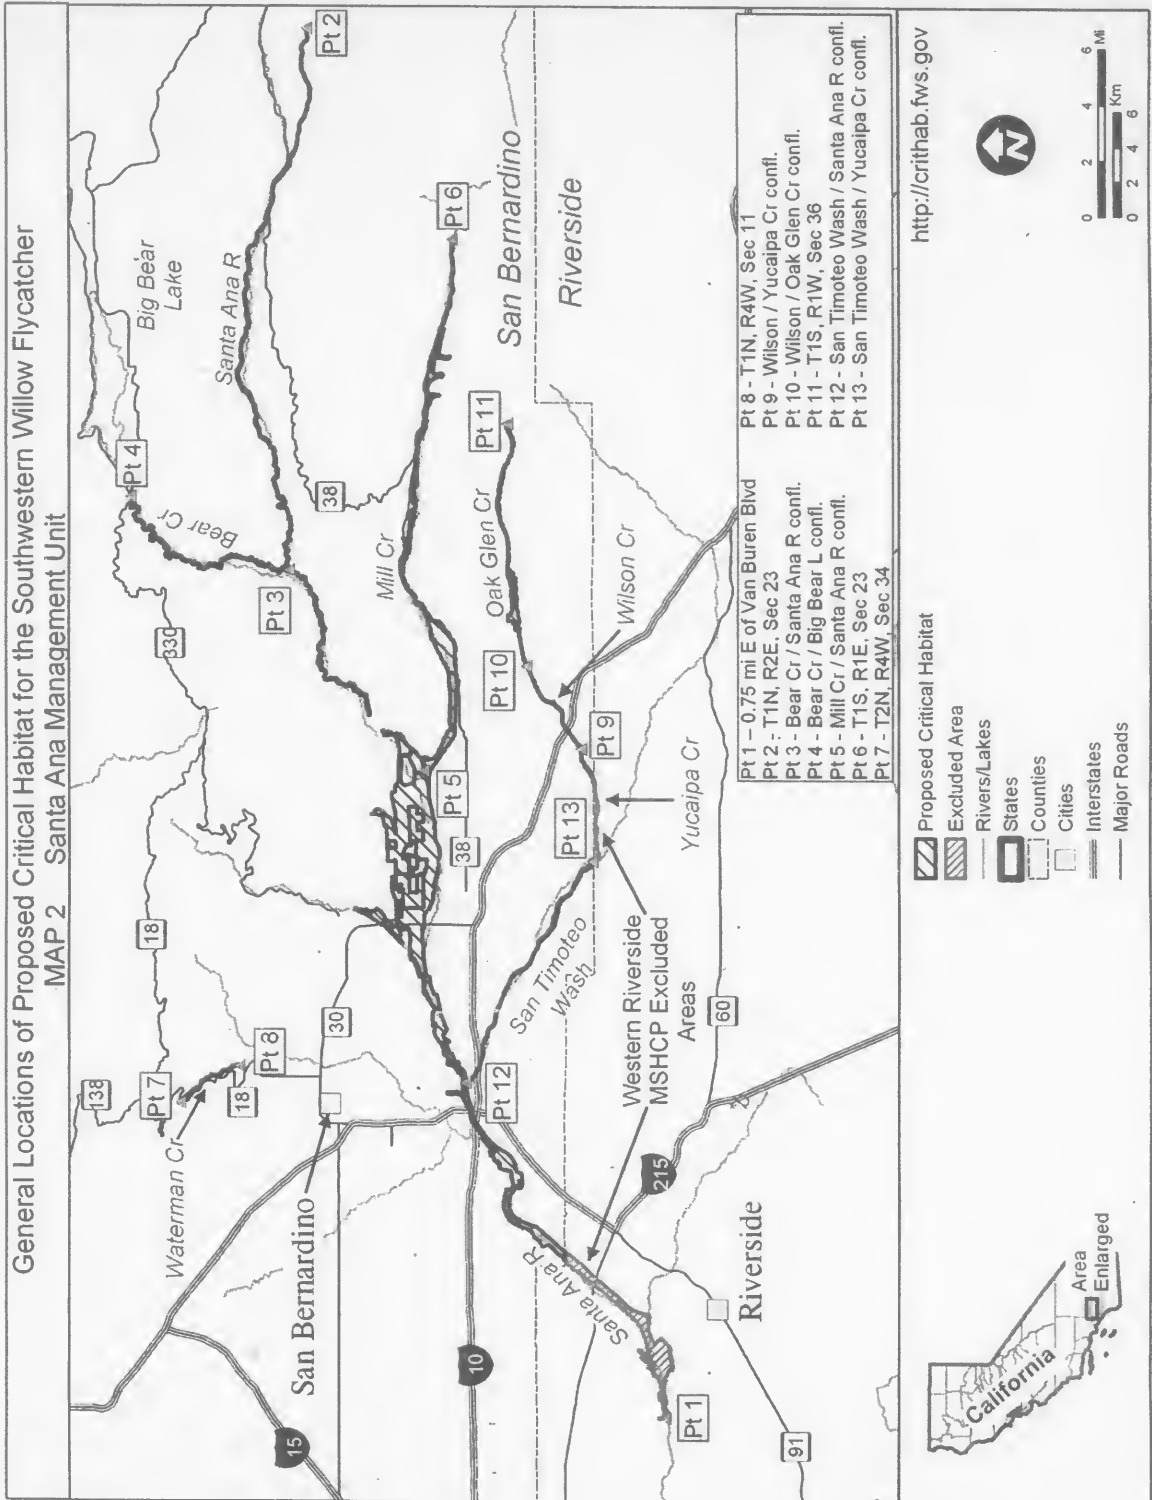 General Locations of Proposed Critical Habitat for the Southwestern Willow Flycatcher
MAP 2 Santa Ana Management Unit
138
Pt 7
18
330
Pt 4
Big Bear
Lake
Pt 2
Waterman Cr
18
Pt 8
Bear Cr
Santa Ana R
30
Pt 3
38
San Bernardino
Mill Cr
Pt 6
15
Pt 5
38
Oak Glen Cr
Pt 11
San Bernardino
10
Pt 12
San Timoteo
Wash
Pt 10
Riverside
Santa Ana R
Pt 13
Pt 9
Wilson Cr
Western Riverside
MSHCP Excluded
Areas
215
Yucaipa Cr
Pt 1
60
Riverside
91
Pt 1 – 0.75 mi E of Van Buren Blvd
Pt 2 - T1N, R2E, Sec 23
Pt 3 - Bear Cr / Santa Ana R confl.
Pt 4 - Bear Cr / Big Bear L confl.
Pt 5 - Mill Cr / Santa Ana R confl.
Pt 6 - T1S, R1E, Sec 23
Pt 7 - T2N, R4W, Sec 34
Pt 8 - T1N, R4W, Sec 11
Pt 9 - Wilson / Yucaipa Cr confl.
Pt 10 - Wilson / Oak Glen Cr confl.
Pt 11 - T1S, R1W, Sec 36
Pt 12 - San Timoteo Wash / Santa Ana R confl.
Pt 13 - San Timoteo Wash / Yucaipa Cr confl.
California
Area
Enlarged
Proposed Critical Habitat
Excluded Area
Rivers/Lakes
States
Counties
Cities
Interstates
Major Roads
http://crithab.fws.gov
N
0 2 4 6
Mi
Km
0 2 4 6